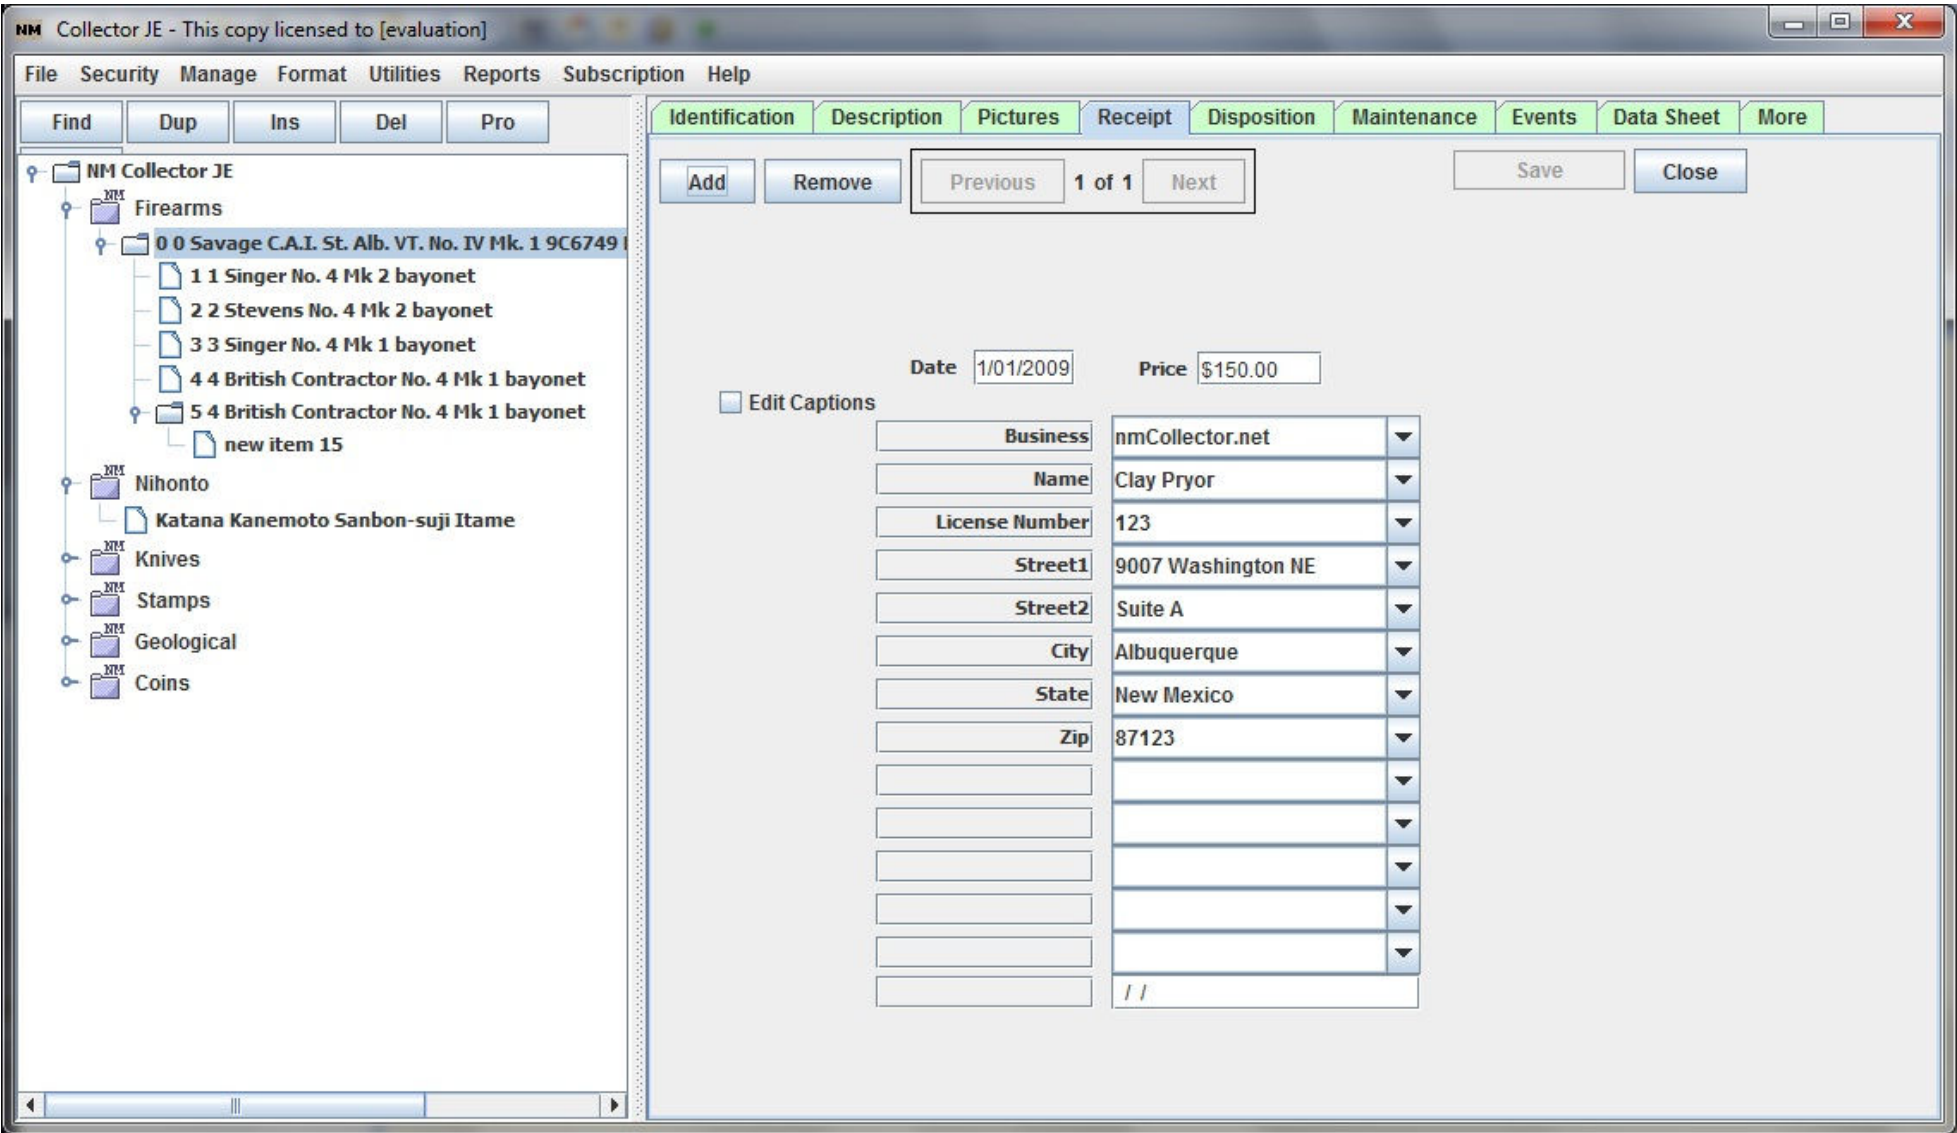 NM Collector JE - This copy licensed to [evaluation]
File Security Manage Format Utilities Reports Subscription Help
Find Dup Ins Del Pro
NM Collector JE
NM
Firearms
0 0 Savage C.A.I. St. Alb. VT. No. IV Mk. 1 9C6749
1 1 Singer No. 4 Mk 2 bayonet
2 2 Stevens No. 4 Mk 2 bayonet
3 3 Singer No. 4 Mk 1 bayonet
4 4 British Contractor No. 4 Mk 1 bayonet
5 4 British Contractor No. 4 Mk 1 bayonet
new item 15
NM
Nihonto
Katana Kanemoto Sanbon-suji Itame
NM
Knives
NM
Stamps
NM
Geological
NM
Coins
Identification Description Pictures Receipt Disposition Maintenance Events Data Sheet More
Add Remove Previous 1 of 1 Next Save Close
Date 1/01/2009 Price $150.00
Edit Captions
Business nmCollector.net
Name Clay Pryor
License Number 123
Street1 9007 Washington NE
Street2 Suite A
City Albuquerque
State New Mexico
Zip 87123
/ /